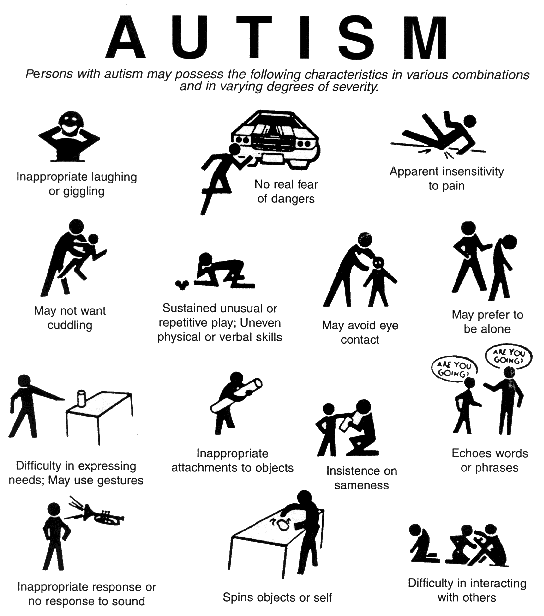 AUTISM
Persons with autism may possess the following characteristics in various combinations
and in varying degrees of severity.
Inappropriate laughing
or giggling
No real fear
of dangers
Apparent insensitivity
to pain
May not want
cuddling
Sustained unusual or
repetitive play; Uneven
physical or verbal skills
May avoid eye
contact
May prefer to
be alone
Difficulty in expressing
needs; May use gestures
Inappropriate
attachments to objects
Insistence on
sameness
ARE YOU
GOING?
ARE YOU
GOING?
Echoes words
or phrases
Inappropriate response or
no response to sound
Spins objects or self
Difficulty in interacting
with others